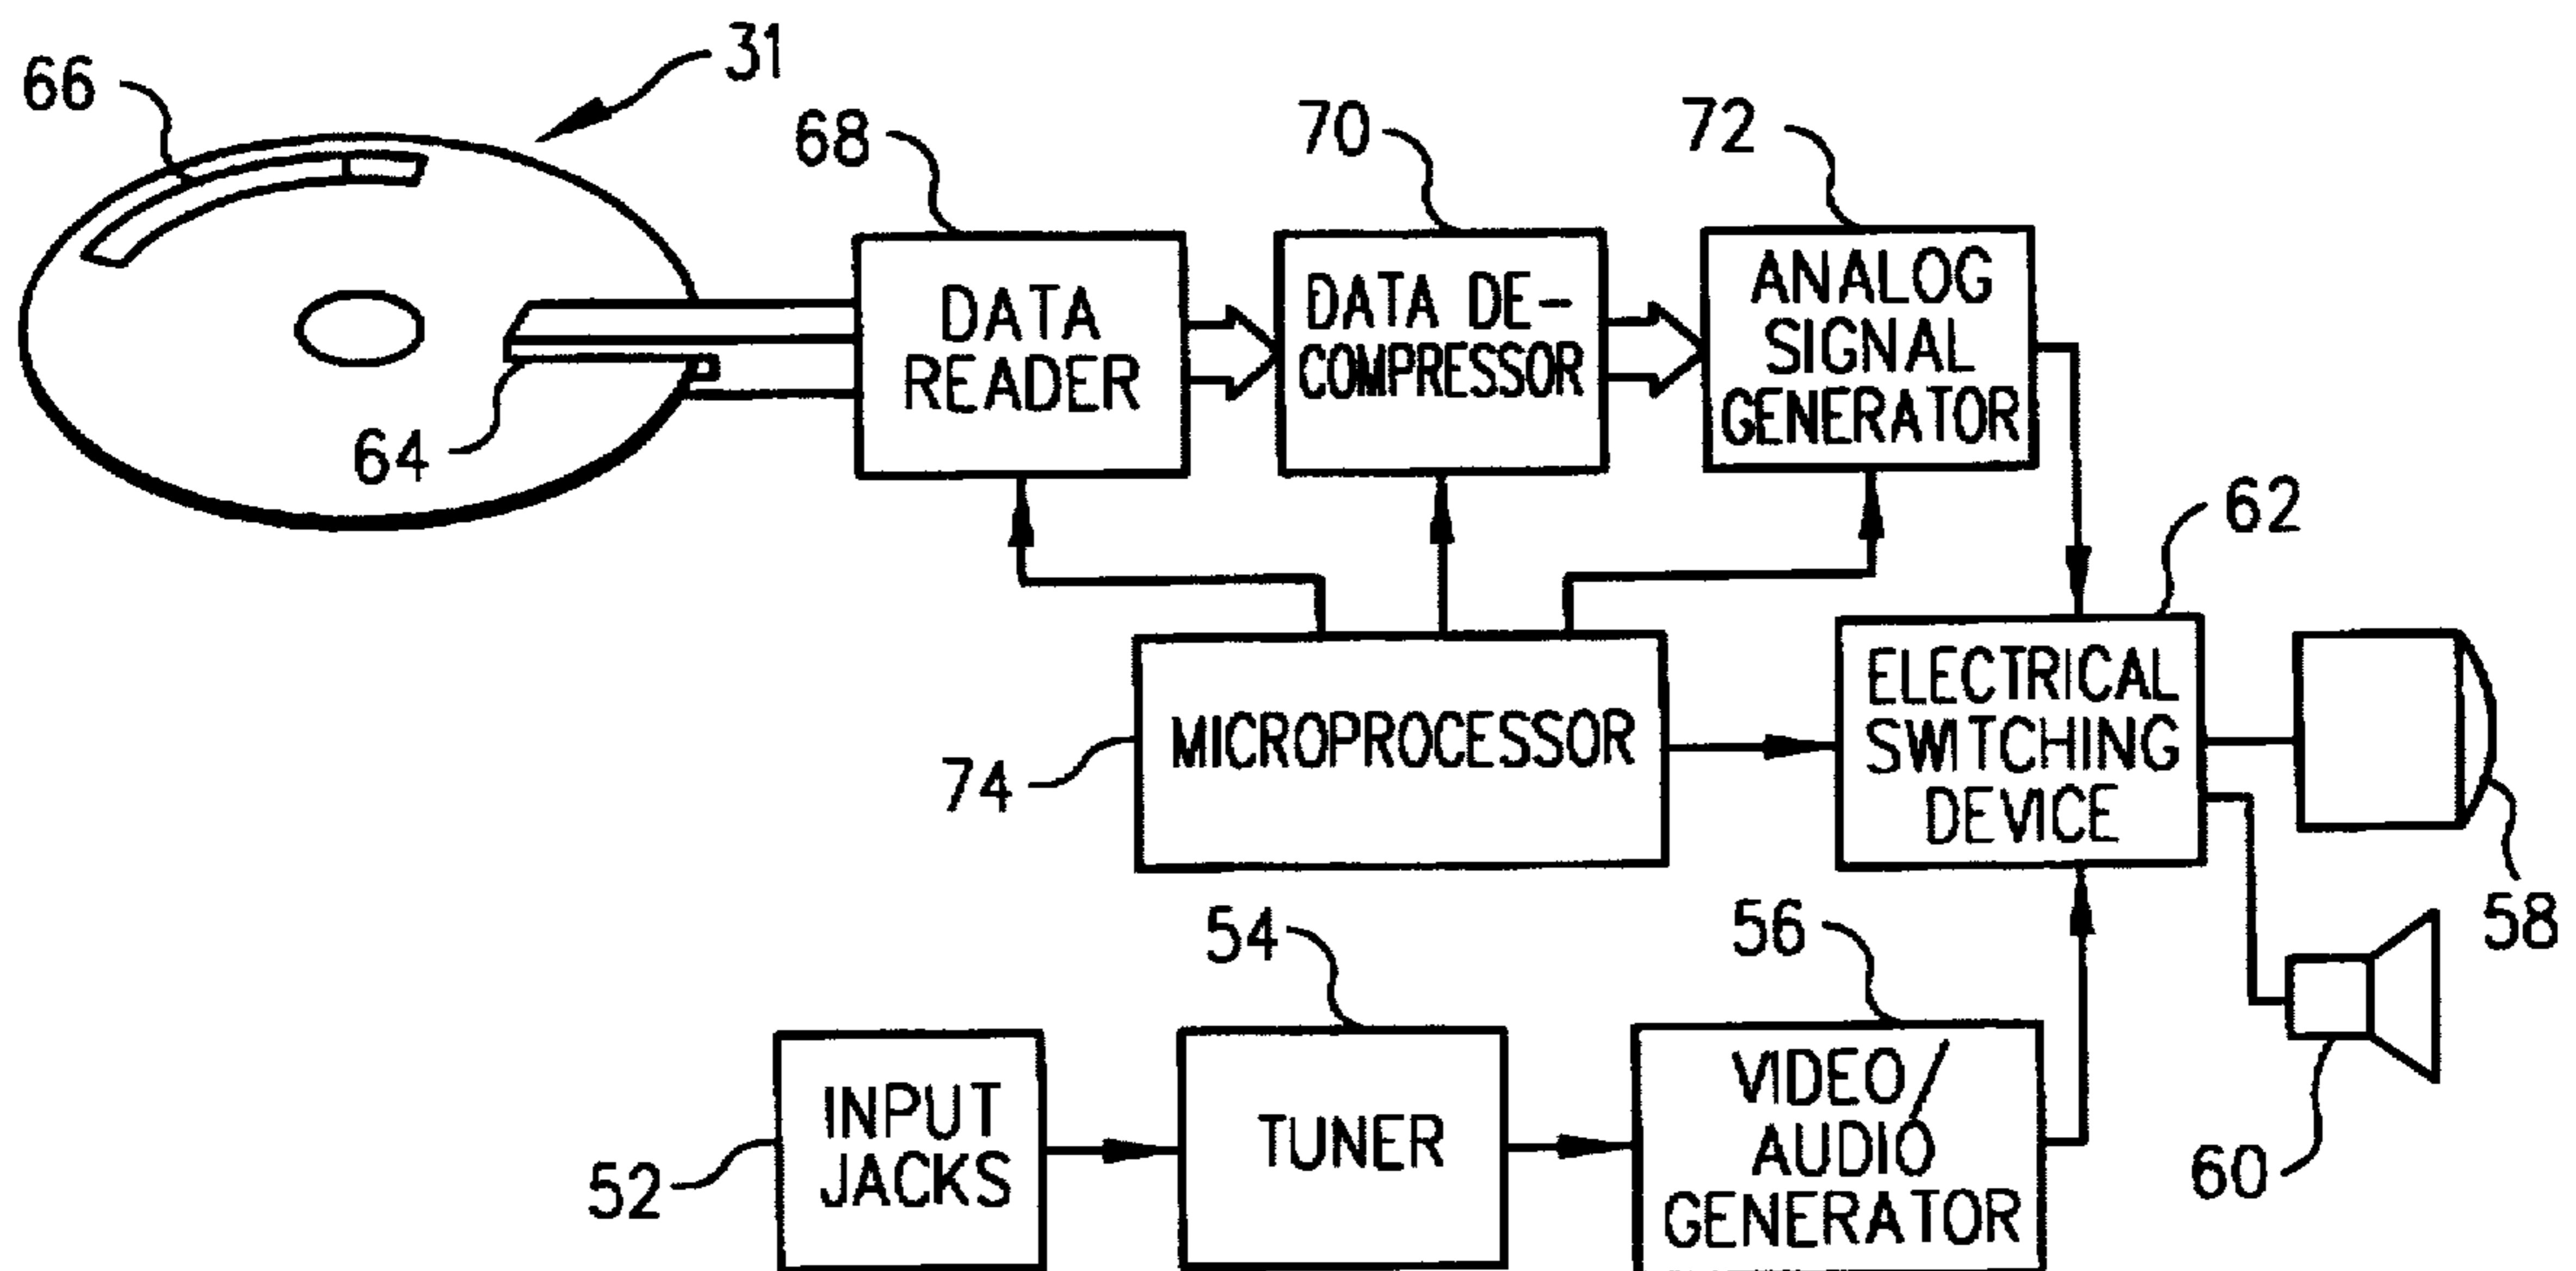 31
66
68
70
72
DATA
READER
DATA DE-
COMPRESSOR
ANALOG
SIGNAL
GENERATOR
64
62
MICROPROCESSOR
74
ELECTRICAL
SWITCHING
DEVICE
58
54
56
60
INPUT
JACKS
52
TUNER
VIDEO/
AUDIO
GENERATOR